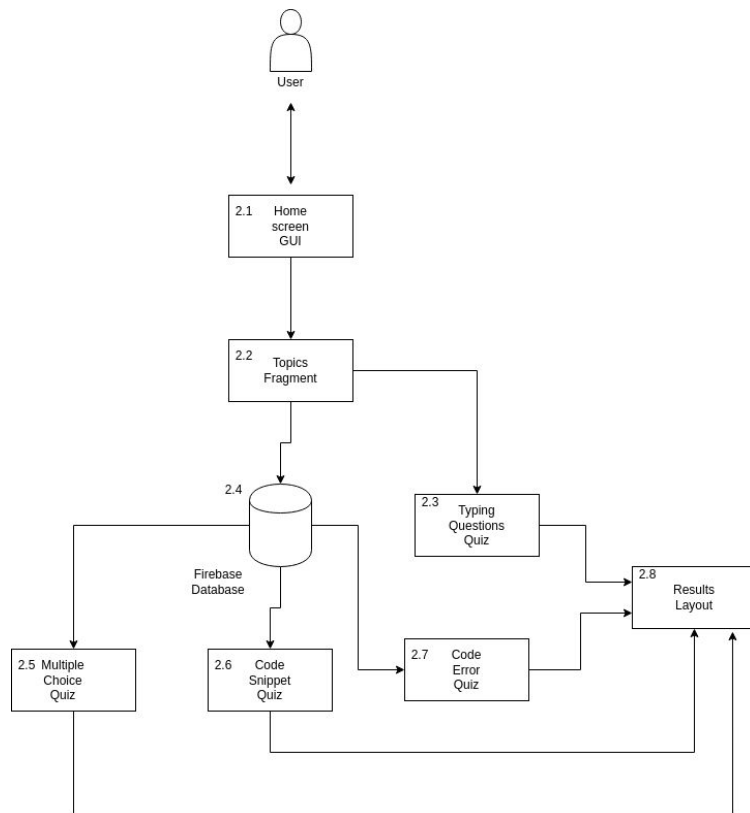 User
2.1 Home
screen
GUI
2.2
Topics
Fragment
2.4
Firebase
Database
2.3
Typing
Questions
Quiz
2.8
Results
Layout
2.5 Multiple
Choice
Quiz
2.6 Code
Snippet
Quiz
2.7 Code
Error
Quiz